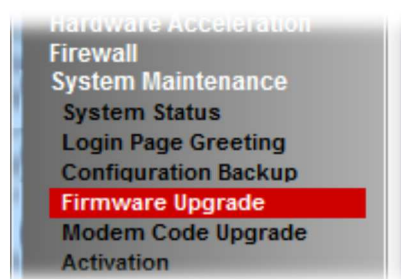 Hardware Acceleration
Firewall
System Maintenance
System Status
Login Page Greeting
Configuration Backup
Firmware Upgrade
Modem Code Upgrade
Activation